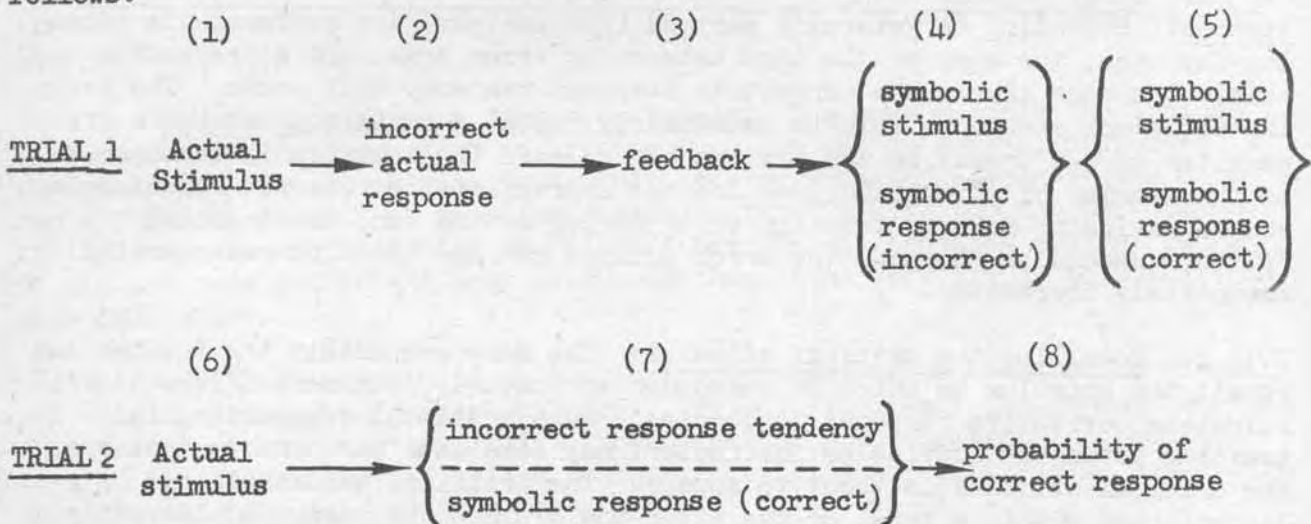 follows:
(1) (2) (3) (4) (5)
symbolic symbolic
incorrect stimulus stimulus
TRIAL 1 Actual actual feedback
Stimulus response symbolic symbolic
response response
(incorrect) (correct)
(6) (7) (8)
incorrect response tendency
TRIAL 2 Actual probability of
stimulus symbolic response (correct) correct response